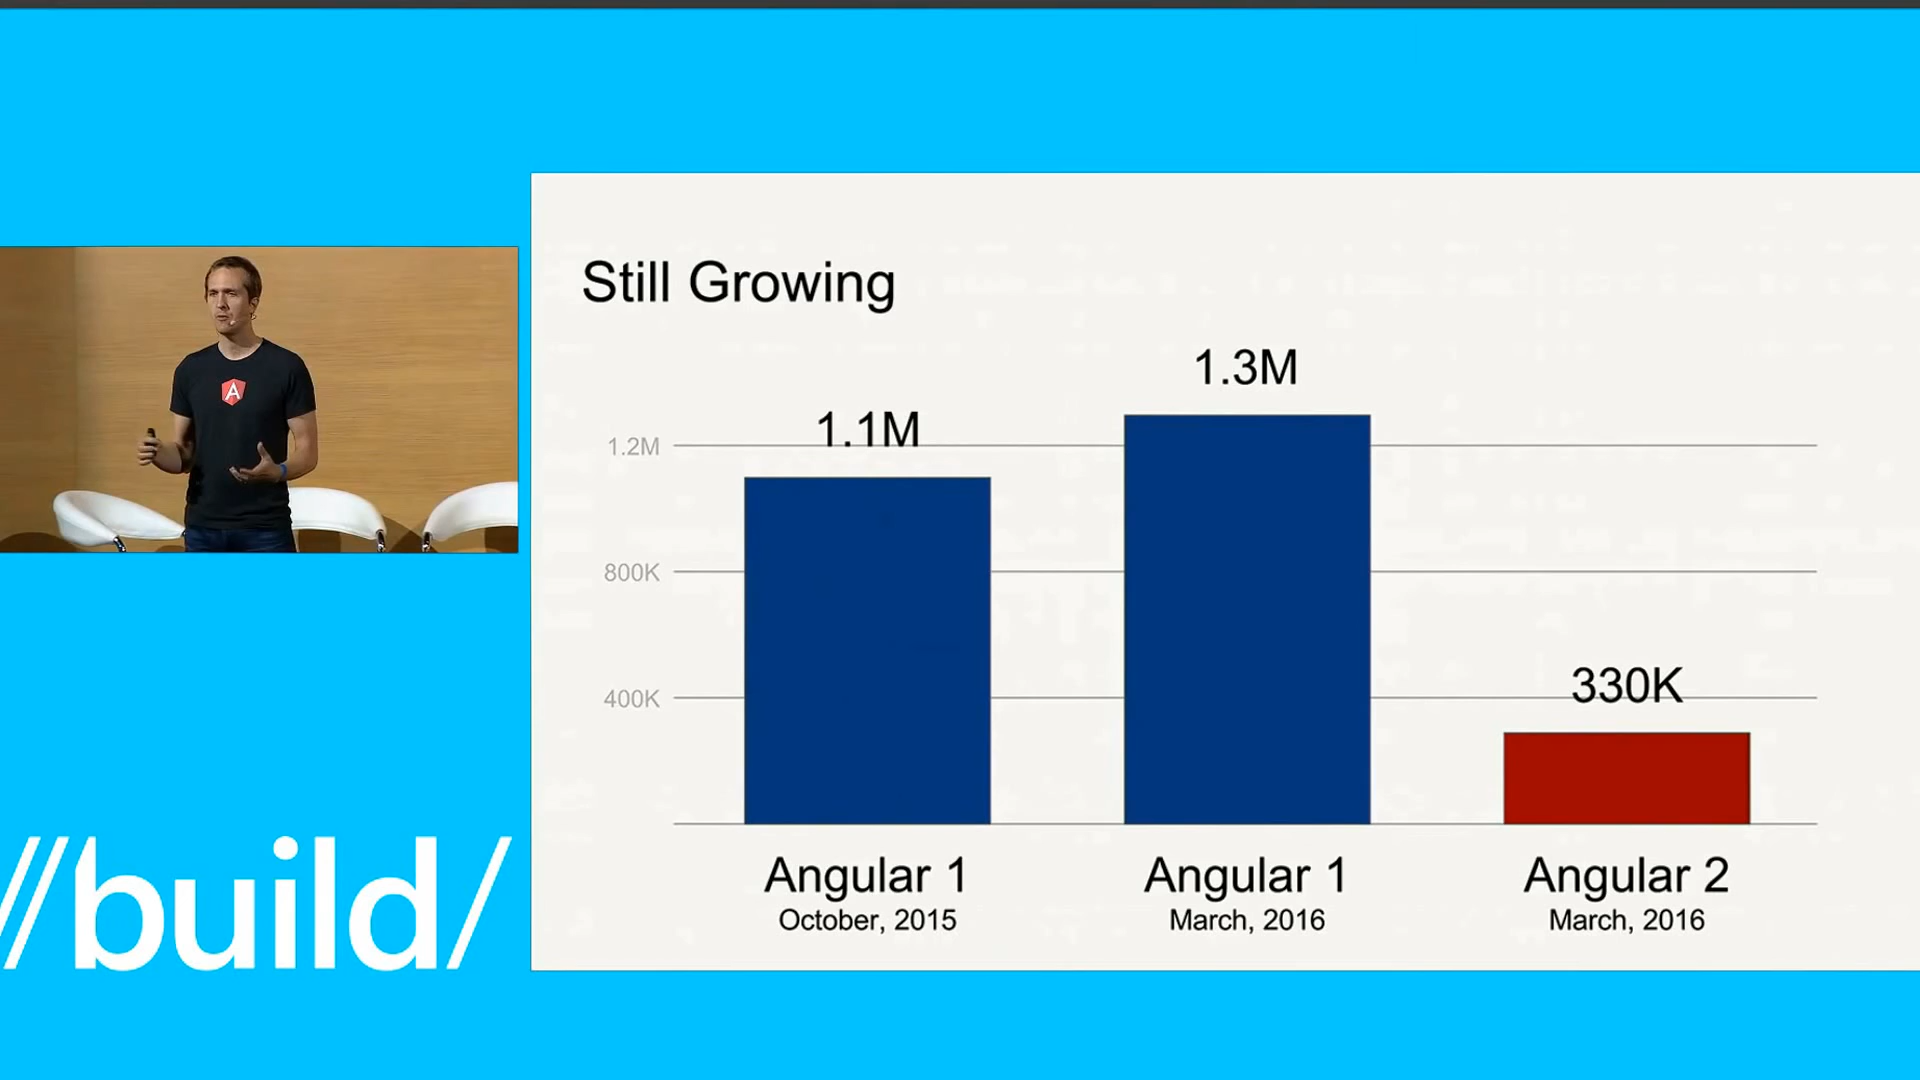 Still Growing
1.1M
1.3M
330K
1.2M
800K
400K
Angular 1
October, 2015
Angular 1
March, 2016
Angular 2
March, 2016
A
//build/